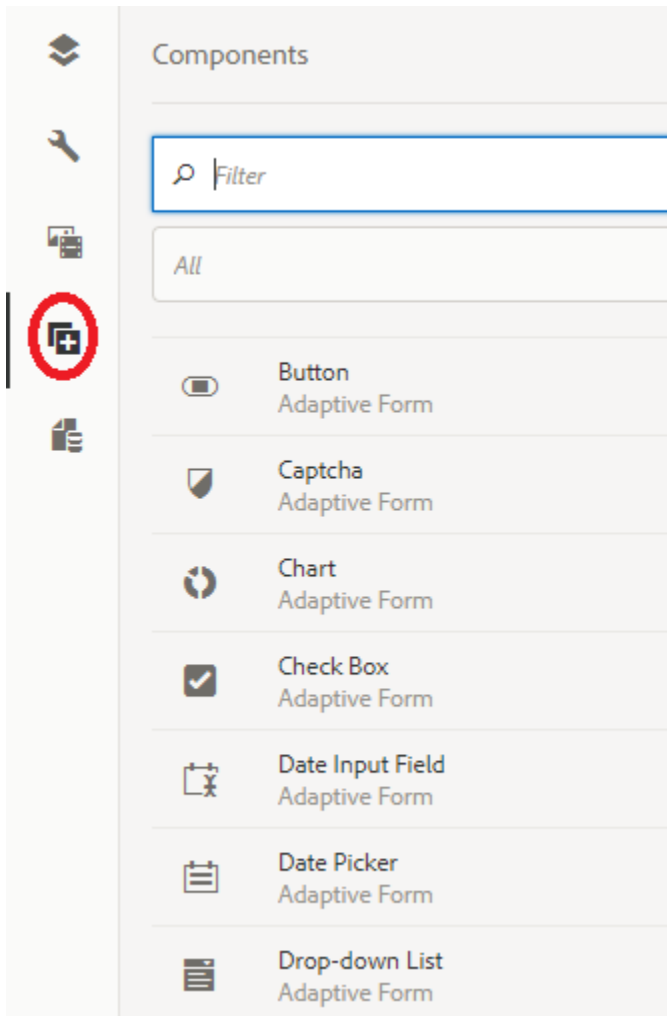 Components
Filter
All
Button
Adaptive Form
Captcha
Adaptive Form
Chart
Adaptive Form
Check Box
Adaptive Form
Date Input Field
Adaptive Form
Date Picker
Adaptive Form
Drop-down List
Adaptive Form